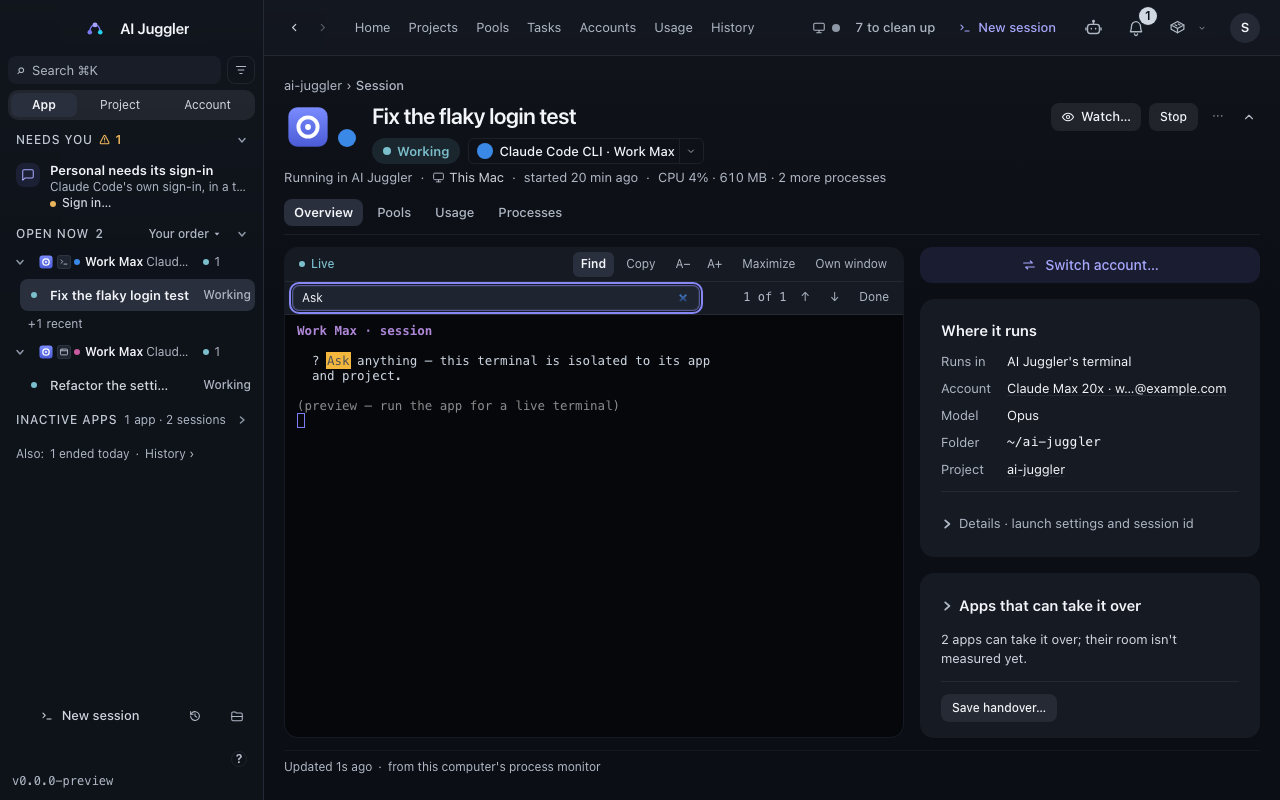 AI Juggler
Search ⌘K
App
Project
Account
NEEDS YOU 1
Personal needs its sign-in
Claude Code's own sign-in, in a t...
Sign in...
OPEN NOW 2
Your order
Work Max Claud... 1
Fix the flaky login test
Working
+1 recent
Work Max Claud... 1
Refactor the setti...
Working
INACTIVE APPS 1 app · 2 sessions
Also: 1 ended today · History ›
New session
?
v0.0.0-preview
Home
Projects
Pools
Tasks
Accounts
Usage
History
7 to clean up
New session
1
S
ai-juggler › Session
Fix the flaky login test
Watch...
Stop
Working
Claude Code CLI · Work Max
Running in AI Juggler · This Mac · started 20 min ago · CPU 4% · 610 MB · 2 more processes
Overview
Pools
Usage
Processes
Live
Find
Copy
A−
A+
Maximize
Own window
Ask
1 of 1 ↑ ↓ Done
Work Max · session
? Ask anything — this terminal is isolated to its app
and project.
(preview — run the app for a live terminal)
Switch account...
Where it runs
Runs in AI Juggler's terminal
Account Claude Max 20x · w...@example.com
Model Opus
Folder ~/ai-juggler
Project ai-juggler
Details · launch settings and session id
Apps that can take it over
2 apps can take it over; their room isn't
measured yet.
Save handover...
Updated 1s ago · from this computer's process monitor